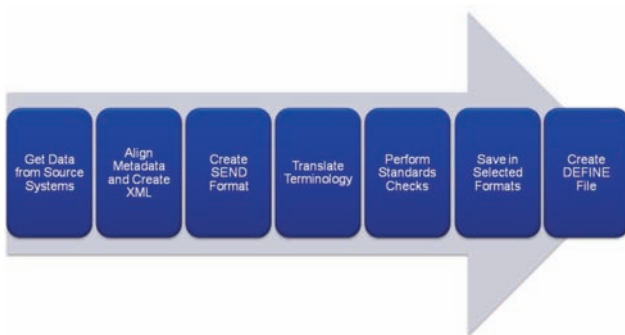 Get Data
from Source
Systems
Align
Metadata
and Create
XML
Create
SEND
Format
Translate
Terminology
Perform
Standards
Checks
Save in
Selected
Formats
Create
DEFINE
File